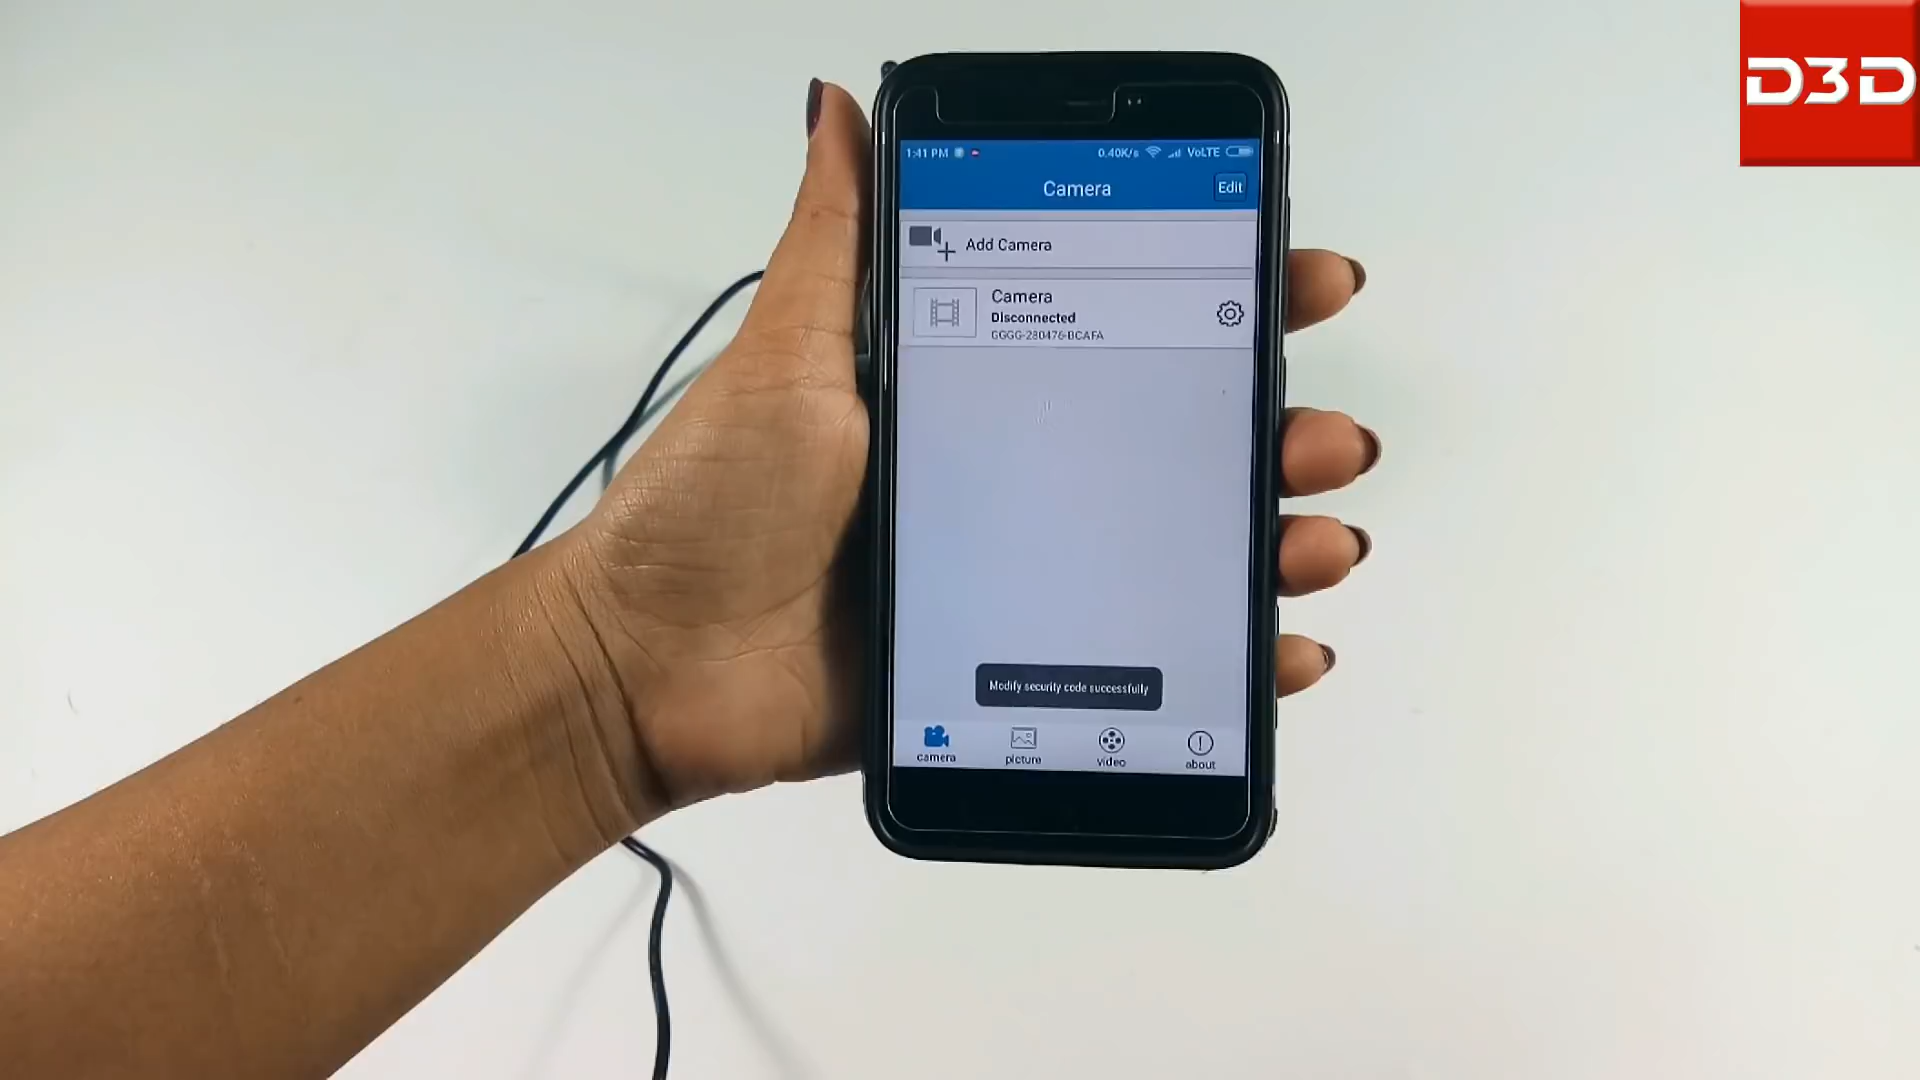 D3D
1:41 PM
0.40K/s VoLTE
Camera
Edit
Add Camera
Camera
Disconnected
GGGG-280476-BCAFA
Modify security code successfully
camera
picture
video
about